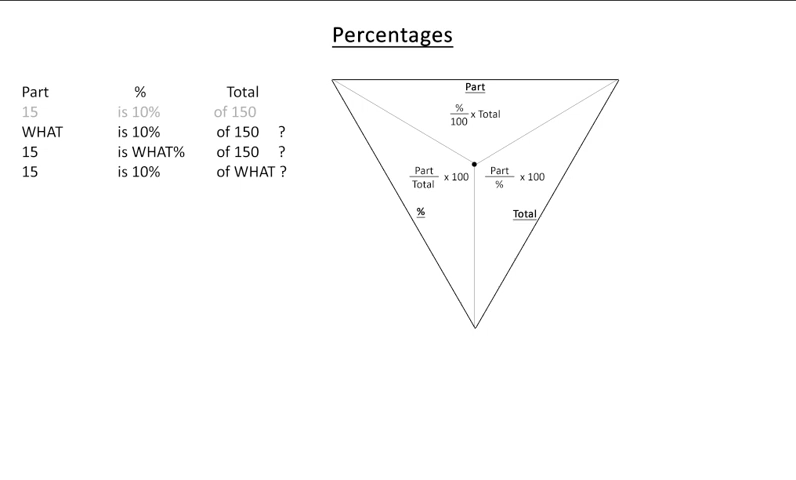 Percentages
Part % Total
15 is 10% of 150
WHAT is 10% of 150 ?
15 is WHAT% of 150 ?
15 is 10% of WHAT ?
Part
%
100 x Total
Part
Total x 100
%
Part
% x 100
Total